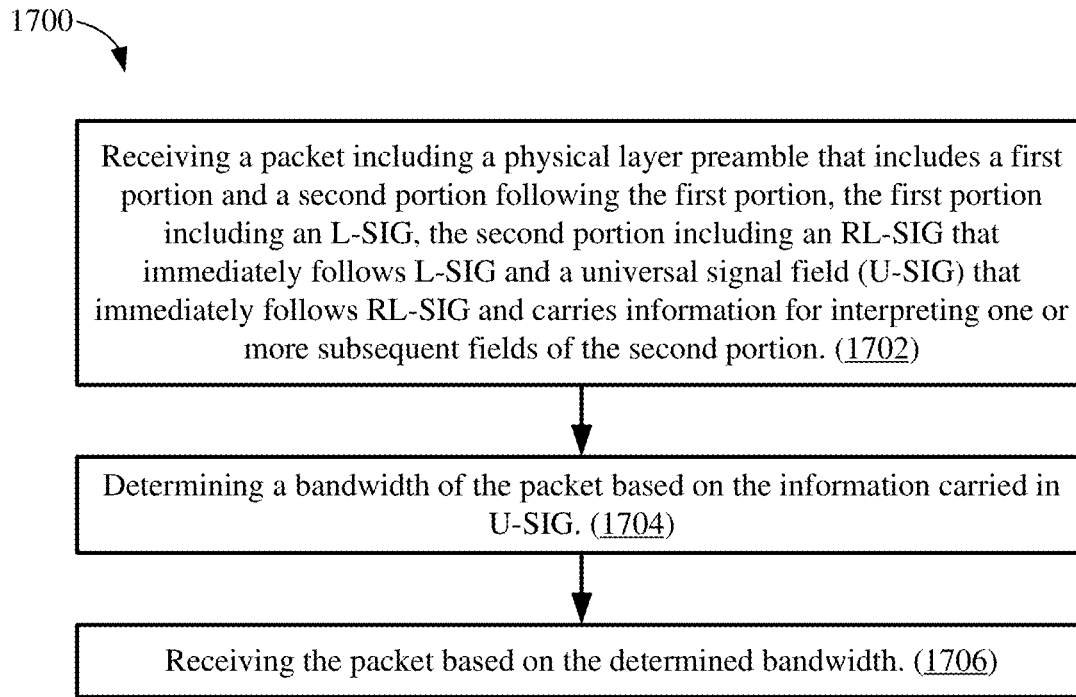 1700
Receiving a packet including a physical layer preamble that includes a first
portion and a second portion following the first portion, the first portion
including an L-SIG, the second portion including an RL-SIG that
immediately follows L-SIG and a universal signal field (U-SIG) that
immediately follows RL-SIG and carries information for interpreting one or
more subsequent fields of the second portion. (1702)
Determining a bandwidth of the packet based on the information carried in
U-SIG. (1704)
Receiving the packet based on the determined bandwidth. (1706)